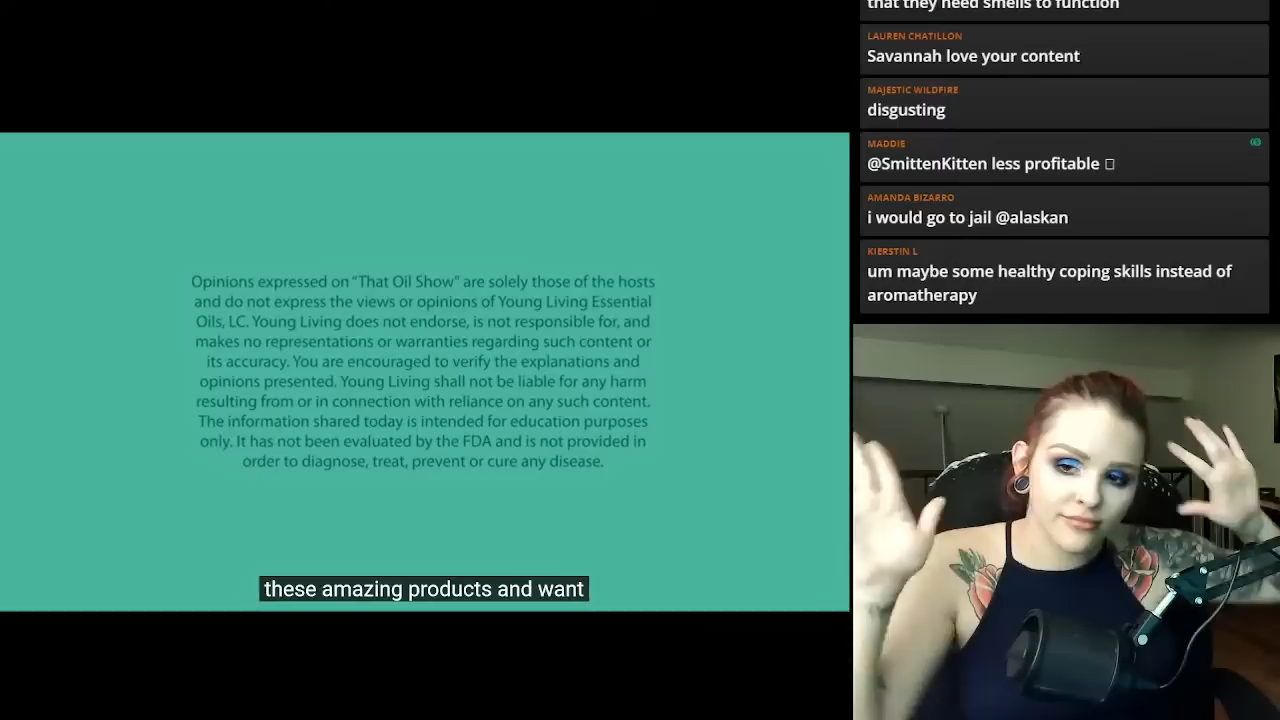 Opinions expressed on “That Oil Show” are solely those of the hosts
and do not express the views or opinions of Young Living Essential
Oils, LC. Young Living does not endorse, is not responsible for, and
makes no representations or warranties regarding such content or
its accuracy. You are encouraged to verify the explanations and
opinions presented. Young Living shall not be liable for any harm
resulting from or in connection with reliance on any such content.
The information shared today is intended for education purposes
only. It has not been evaluated by the FDA and is not provided in
order to diagnose, treat, prevent or cure any disease.
these amazing products and want
that they need smells to function
LAUREN CHATILLON
Savannah love your content
MAJESTIC WILDFIRE
disgusting
MADDIE
@SmittenKitten less profitable
AMANDA BIZARRO
i would go to jail @alaskan
KIERSTIN L
um maybe some healthy coping skills instead of
aromatherapy